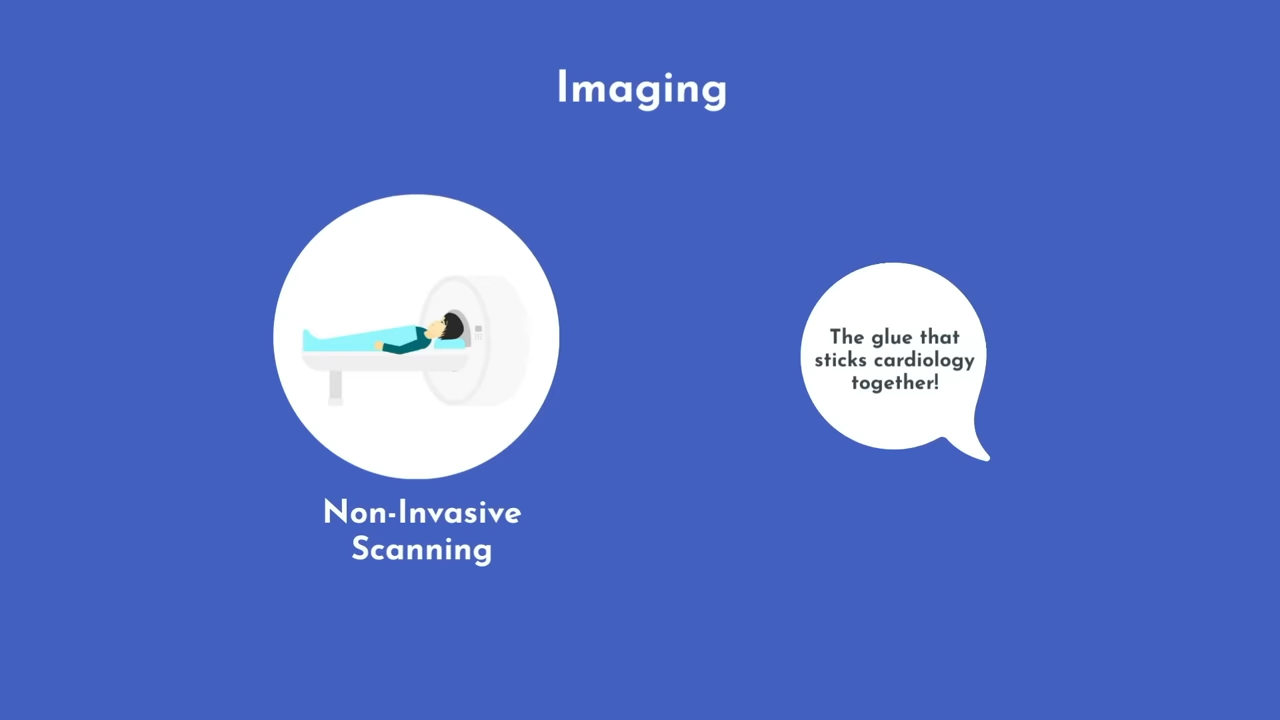 Imaging
Non-Invasive
Scanning
The glue that
sticks cardiology
together!